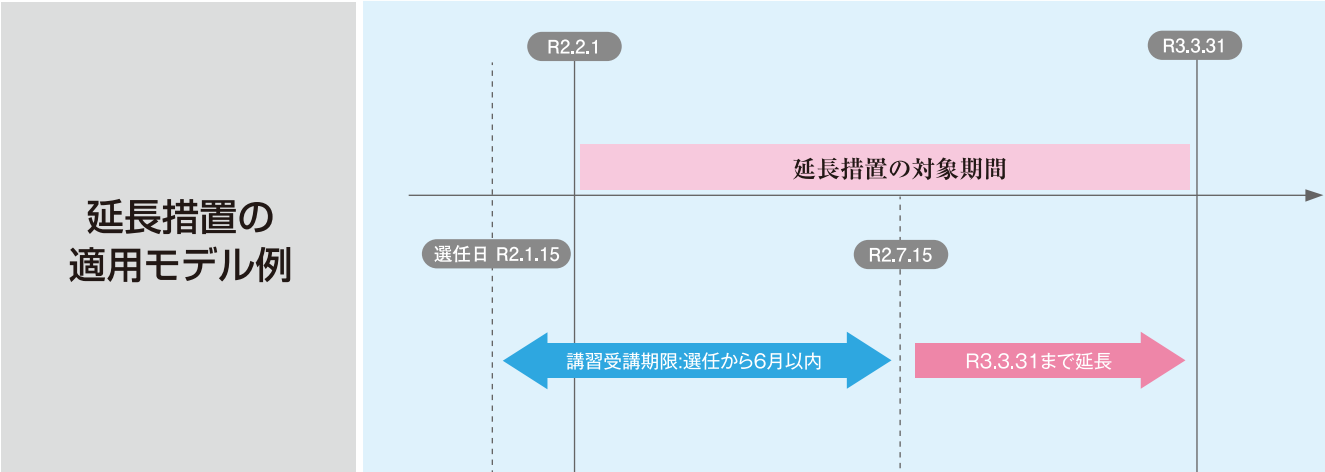 延長措置の
適用モデル例
R2.2.1
R3.3.31
延長措置の対象期間
選任日 R2.1.15
R2.7.15
講習受講期限:選任から6月以内
R3.3.31まで延長